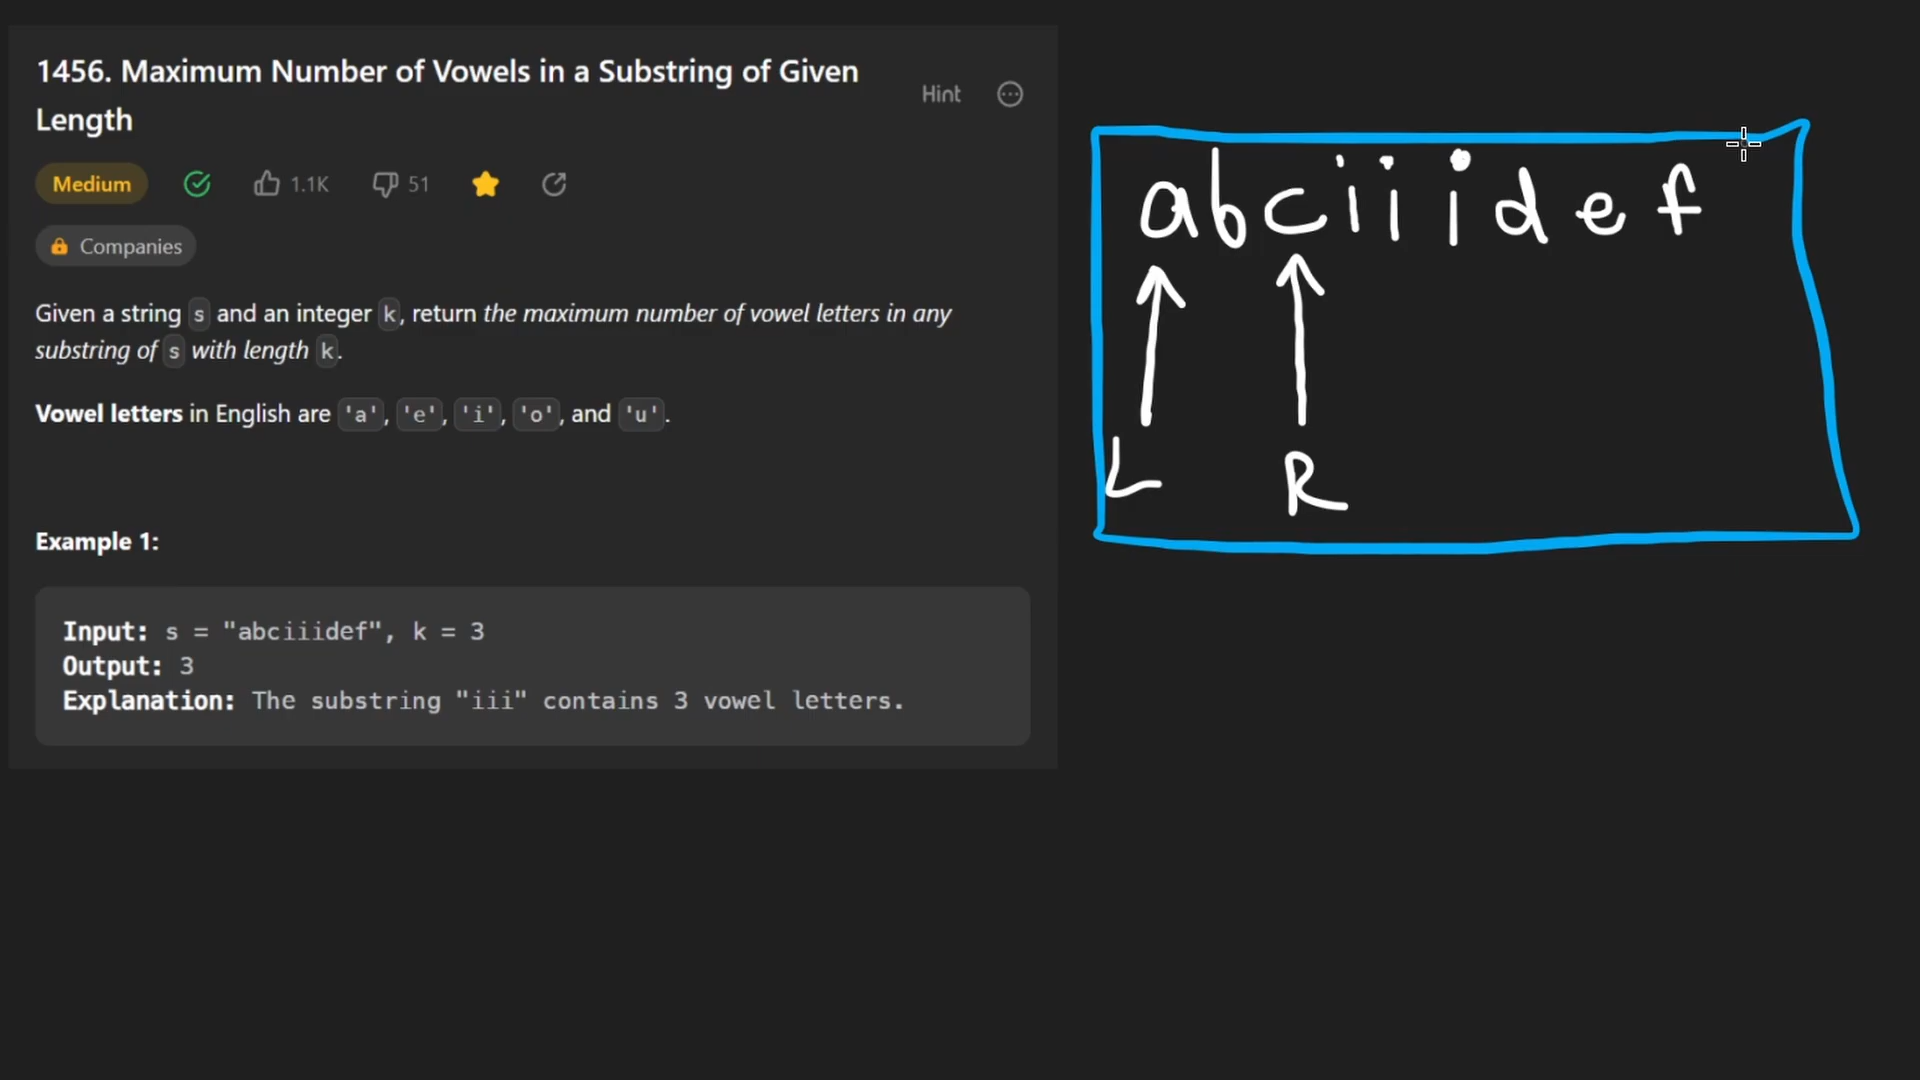 1456. Maximum Number of Vowels in a Substring of Given
Length
Hint
Medium 1.1K 51
Companies
Given a string s and an integer k, return the maximum number of vowel letters in any
substring of s with length k.
Vowel letters in English are 'a', 'e', 'i', 'o', and 'u'.
Example 1:
Input: s = "abciiidef", k = 3
Output: 3
Explanation: The substring "iii" contains 3 vowel letters.
abciiidef
L R